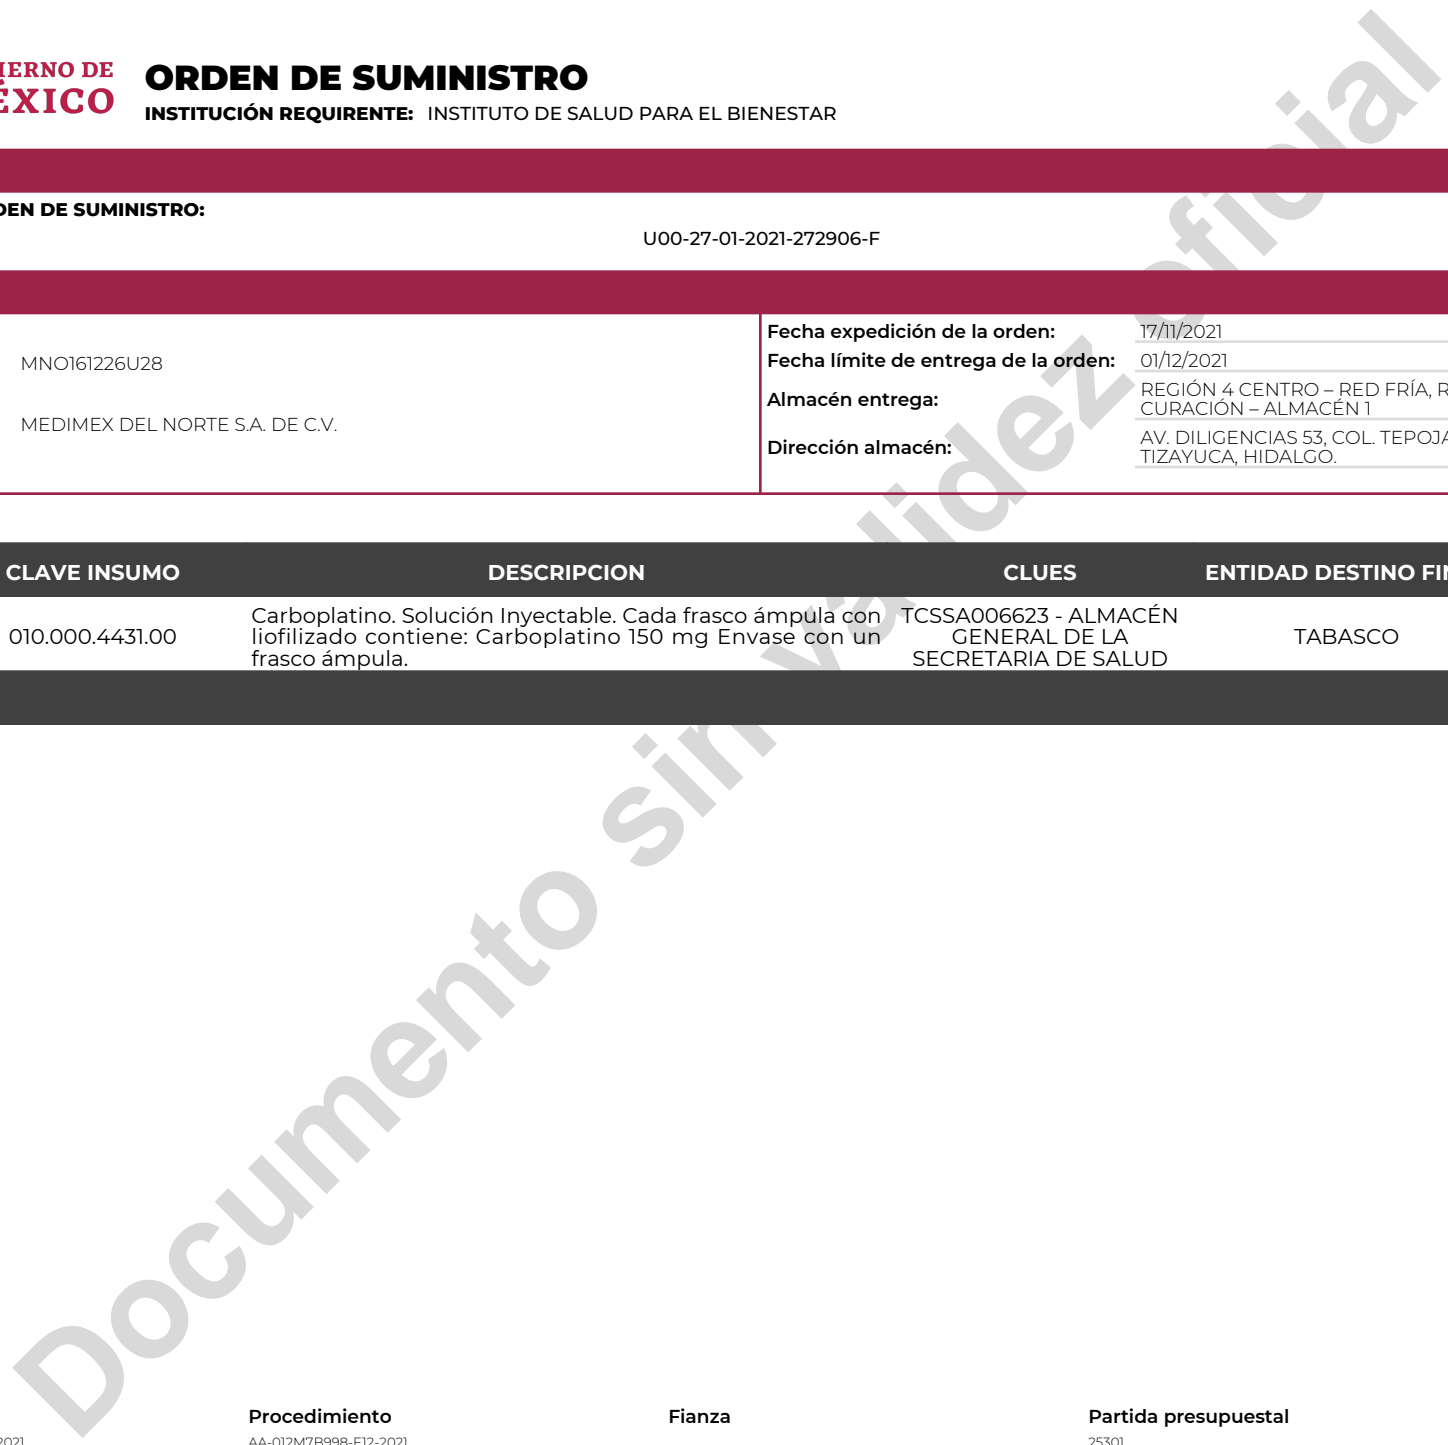 ORDEN DE SUMINISTRO
DE
INSTITUCIÓN REQUIRENTE: INSTITUTO DE SALUD PARA EL BIENESTAR
DE SUMINISTRO:
U00-27-01-2021-272906-F
MNO161226U28
MEDIMEX DEL NORTE S.A. DE C.V.
Fecha expedición de la orden: 17/11/2021
Fecha límite de entrega de la orden: 01/12/2021
Almacén entrega:
REGIÓN 4 CENTRO – RED FRÍA,
CURACIÓN – ALMACÉN 1
Dirección almacén:
AV. DILIGENCIAS 53, COL.
TIZAYUCA, HIDALGO.
CLAVE INSUMO DESCRIPCION CLUES ENTIDAD DESTINO
010.000.4431.00
Carboplatino. Solución Inyectable. Cada frasco ámpula con
liofilizado contiene: Carboplatino 150 mg Envase con un
frasco ámpula.
TCSSA006623 - ALMACÉN
GENERAL DE LA
SECRETARIA DE SALUD
TABASCO
Documento sin validez oficial
Procedimiento Fianza Partida presupuestal
AA-012M7B998-E12-2021 25301